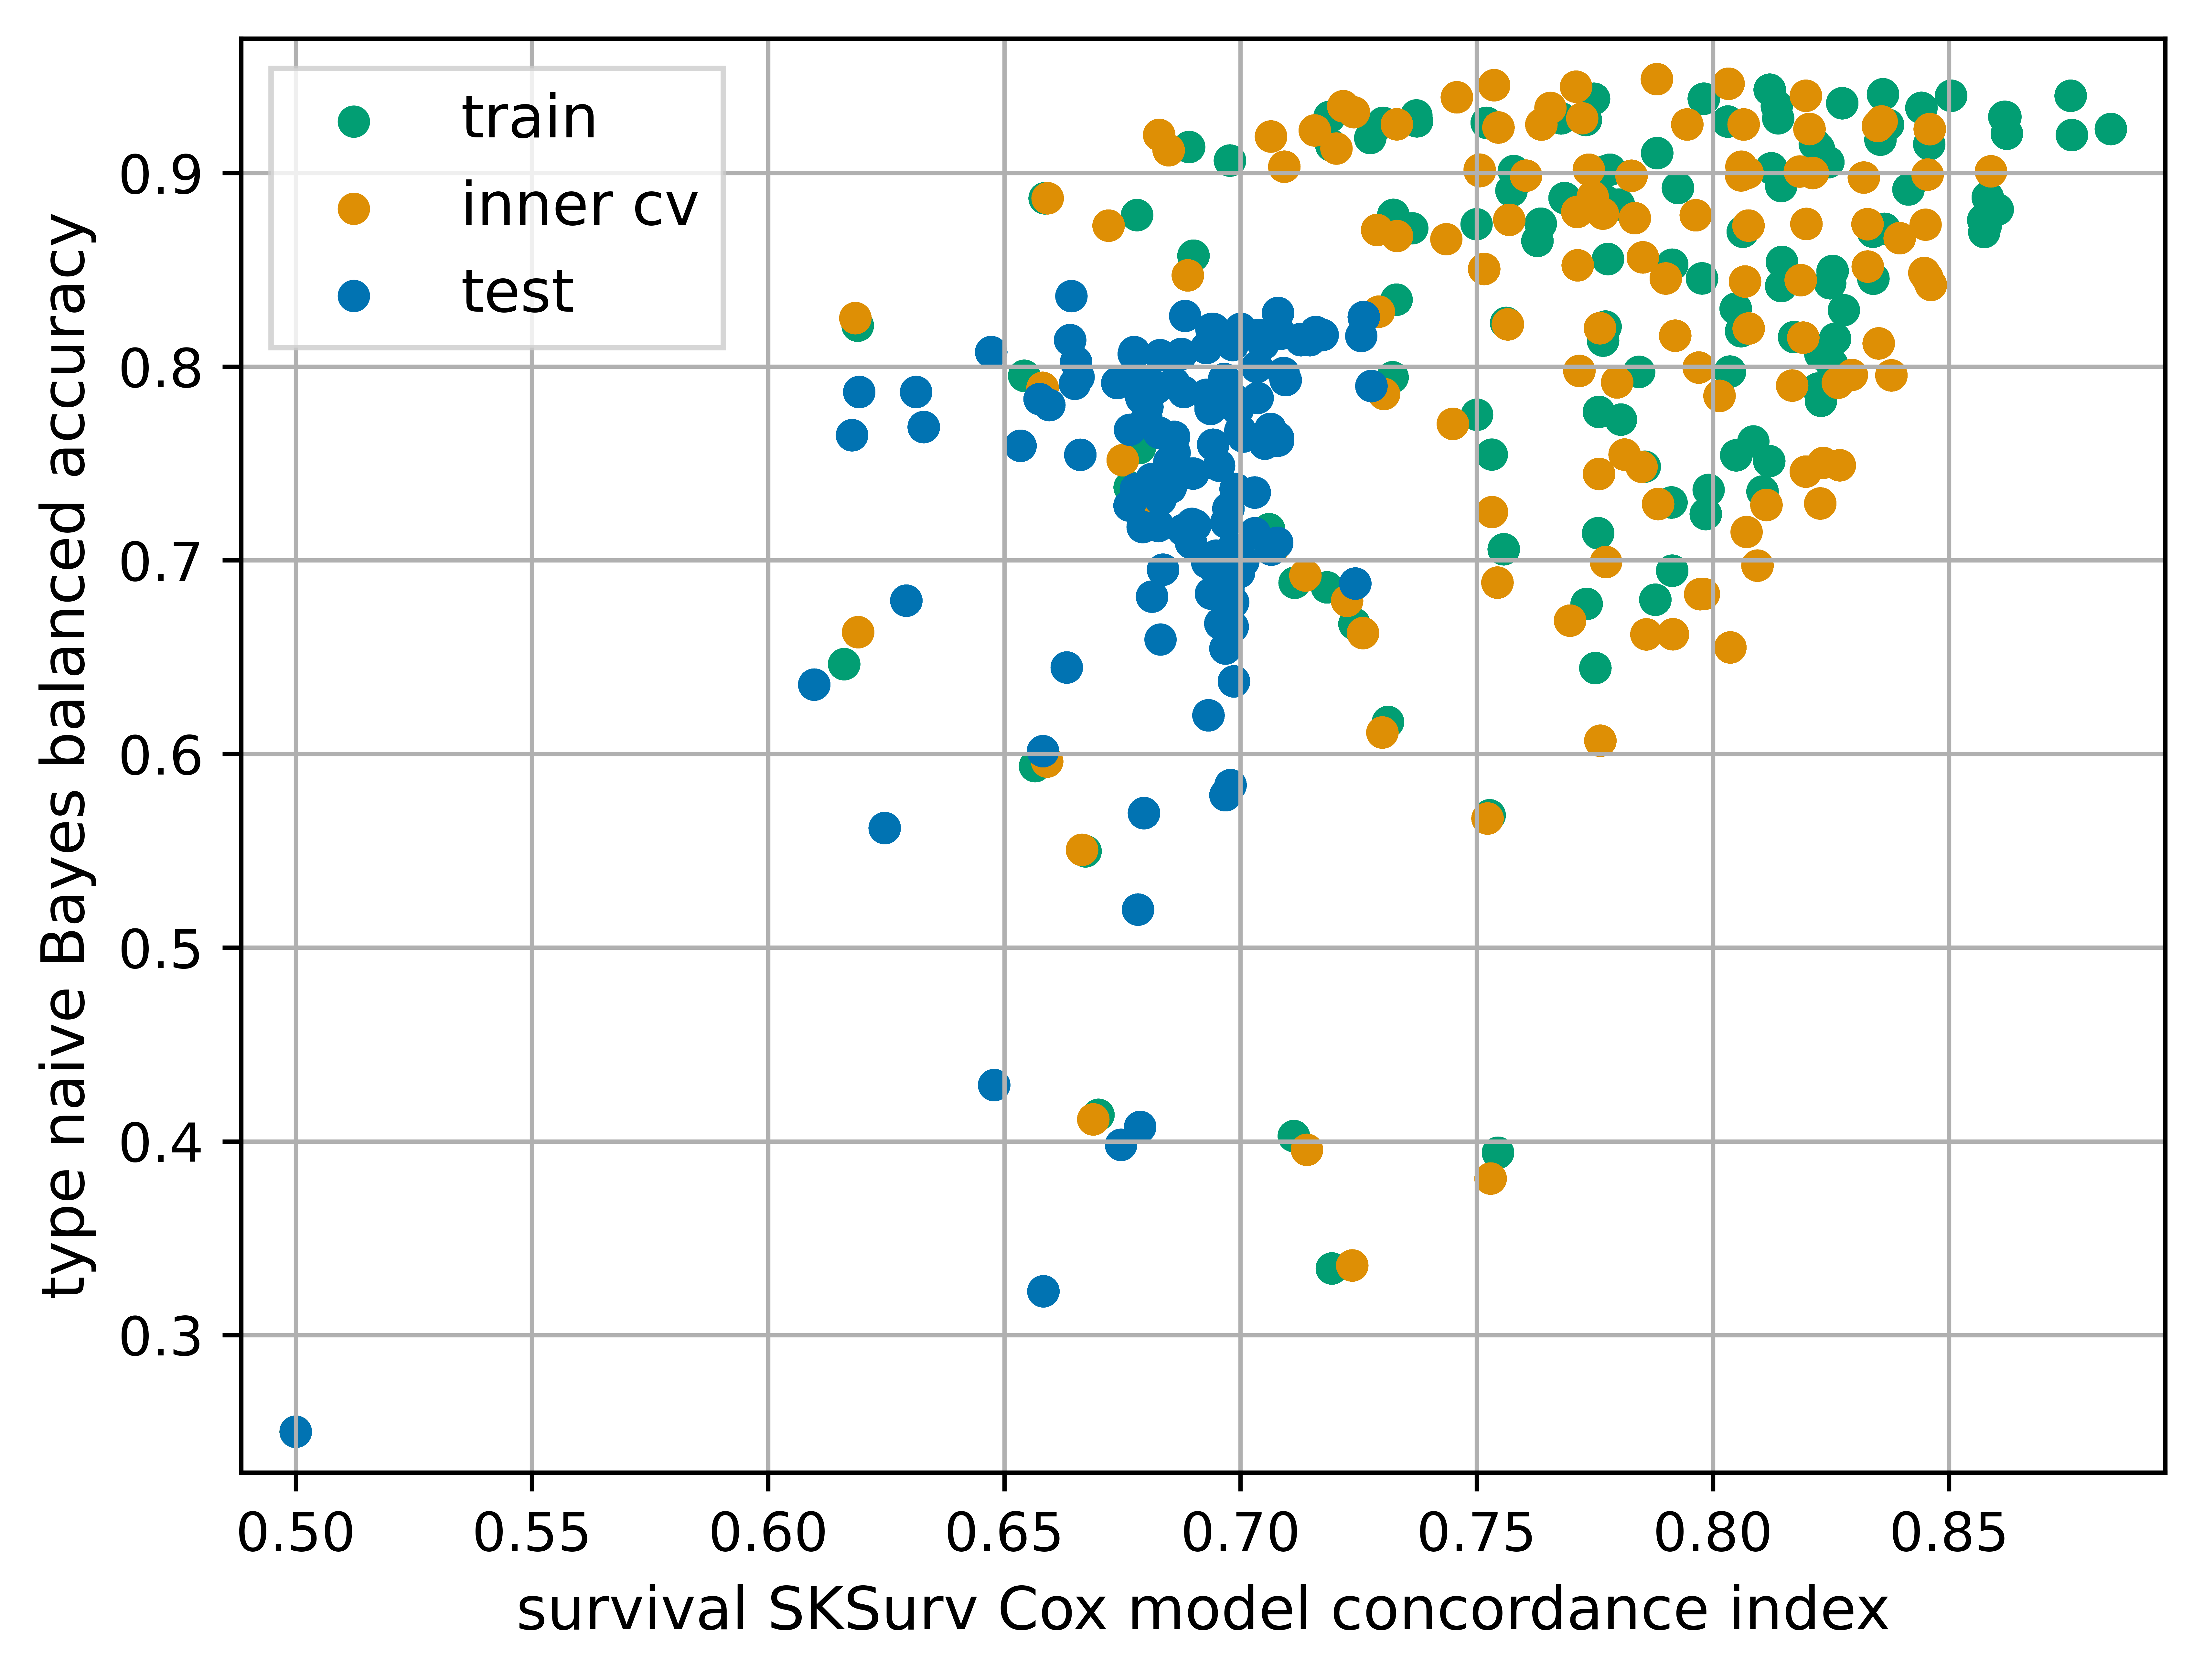 train
inner cv
test
type naive Bayes balanced accuracy
0.9
0.8
0.7
0.6
0.5
0.4
0.3
0.50 0.55 0.60 0.65 0.70 0.75 0.80 0.85
survival SKSurv Cox model concordance index